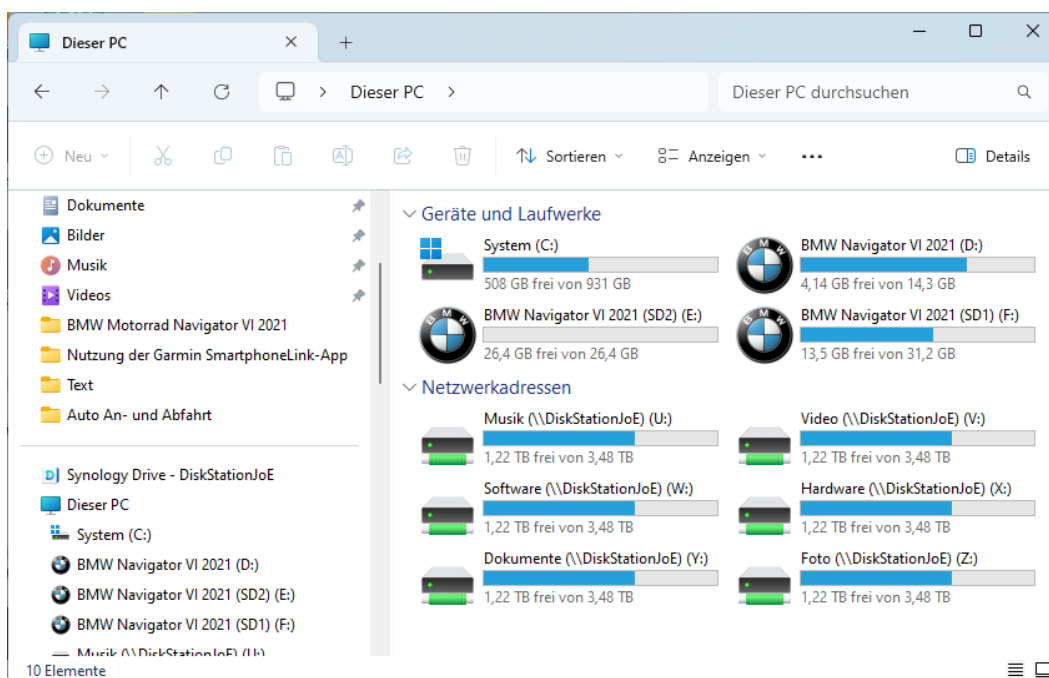 Dieser PC
Dieser PC
Dieser PC durchsuchen
Neu
Sortieren
Anzeigen
Details
Dokumente
Bilder
Musik
Videos
BMW Motorrad Navigator VI 2021
Nutzung der Garmin SmartphoneLink-App
Text
Auto An- und Abfahrt
Synology Drive - DiskStationJoE
Dieser PC
System (C:)
BMW Navigator VI 2021 (D:)
BMW Navigator VI 2021 (SD2) (E:)
BMW Navigator VI 2021 (SD1) (F:)
Musik (\\DiskStationJoE) (U:)
Geräte und Laufwerke
System (C:)
508 GB frei von 931 GB
BMW Navigator VI 2021 (D:)
4,14 GB frei von 14,3 GB
BMW Navigator VI 2021 (SD2) (E:)
26,4 GB frei von 26,4 GB
BMW Navigator VI 2021 (SD1) (F:)
13,5 GB frei von 31,2 GB
Netzwerkadressen
Musik (\\DiskStationJoE) (U:)
1,22 TB frei von 3,48 TB
Video (\\DiskStationJoE) (V:)
1,22 TB frei von 3,48 TB
Software (\\DiskStationJoE) (W:)
1,22 TB frei von 3,48 TB
Hardware (\\DiskStationJoE) (X:)
1,22 TB frei von 3,48 TB
Dokumente (\\DiskStationJoE) (Y:)
1,22 TB frei von 3,48 TB
Foto (\\DiskStationJoE) (Z:)
1,22 TB frei von 3,48 TB
10 Elemente